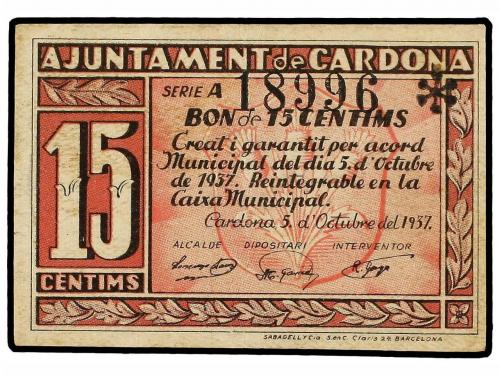 AJUNTAMENT de CARDONA
SERIE A 18996
BON de 15 CENTIMS
Creat i garantit per acord
Municipal del dia 5. d'Octubre
de 1937. Reintegrable en la
Caixa Municipal.
Cardona 5. d'Octubre del 1937.
ALCALDE DIPOSITARI INTERVENTOR
15
CENTIMS
SABADELL Y Cia. S. en C. Claris 24. BARCELONA.